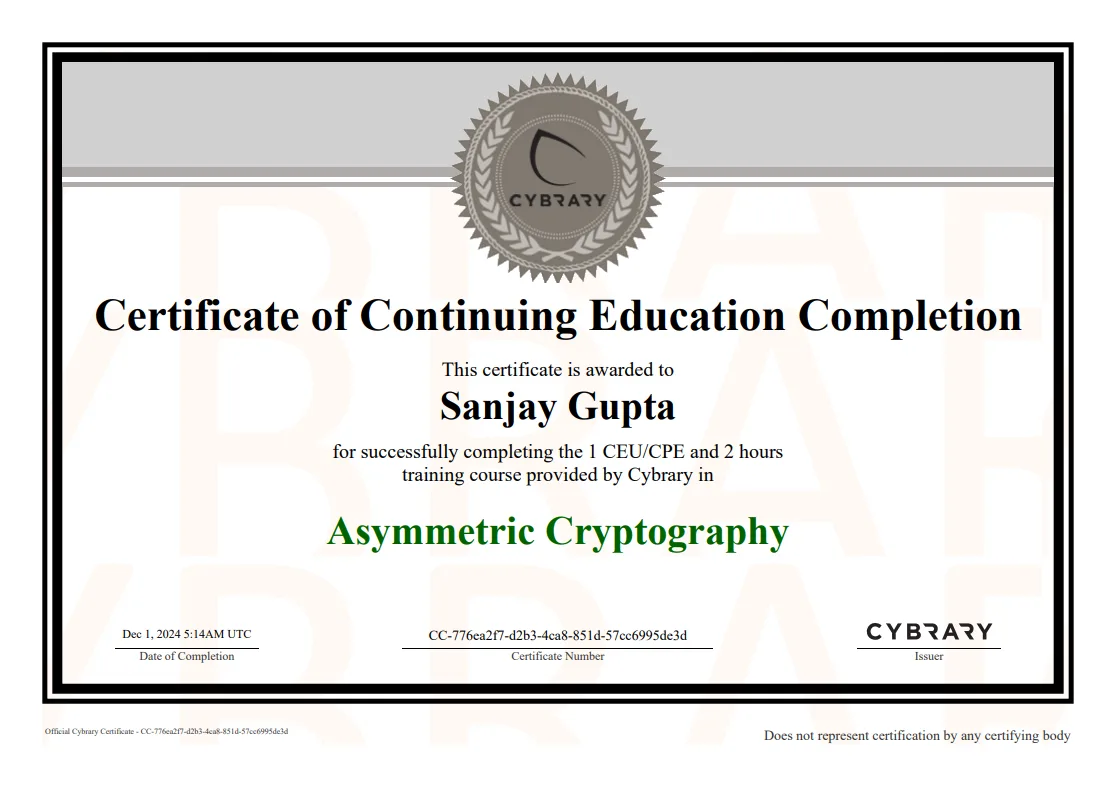 CYBRARY
Certificate of Continuing Education Completion
This certificate is awarded to
Sanjay Gupta
for successfully completing the 1 CEU/CPE and 2 hours
training course provided by Cybrary in
Asymmetric Cryptography
Dec 1, 2024 5:14AM UTC
Date of Completion
CC-776ea2f7-d2b3-4ca8-851d-57cc6995de3d
Certificate Number
CYBRARY
Issuer
Official Cybrary Certificate - CC-776ea2f7-d2b3-4ca8-851d-57cc6995de3d
Does not represent certification by any certifying body